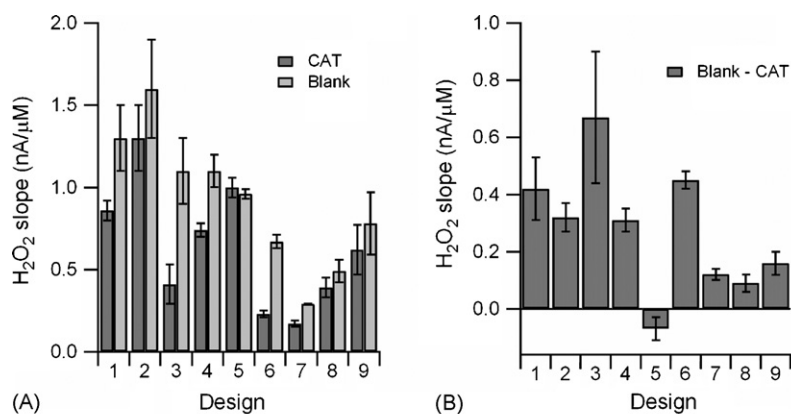 2.0
1.5
1.0
0.5
0.0
H₂O₂ slope (nA/μM)
CAT
Blank
1 2 3 4 5 6 7 8 9
Design
(A)
1.0
0.8
0.6
0.4
0.2
0.0
H₂O₂ slope (nA/μM)
Blank - CAT
1 2 3 4 5 6 7 8 9
Design
(B)